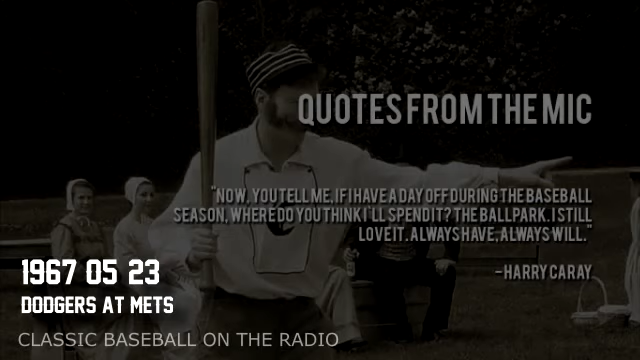 QUOTES FROM THE MIC
"NOW, YOU TELL ME, IF I HAVE A DAY OFF DURING THE BASEBALL
SEASON, WHERE DO YOU THINK I`LL SPEND IT? THE BALLPARK. I STILL
LOVE IT. ALWAYS HAVE, ALWAYS WILL."
-HARRY CARAY
1967 05 23
DODGERS AT METS
CLASSIC BASEBALL ON THE RADIO